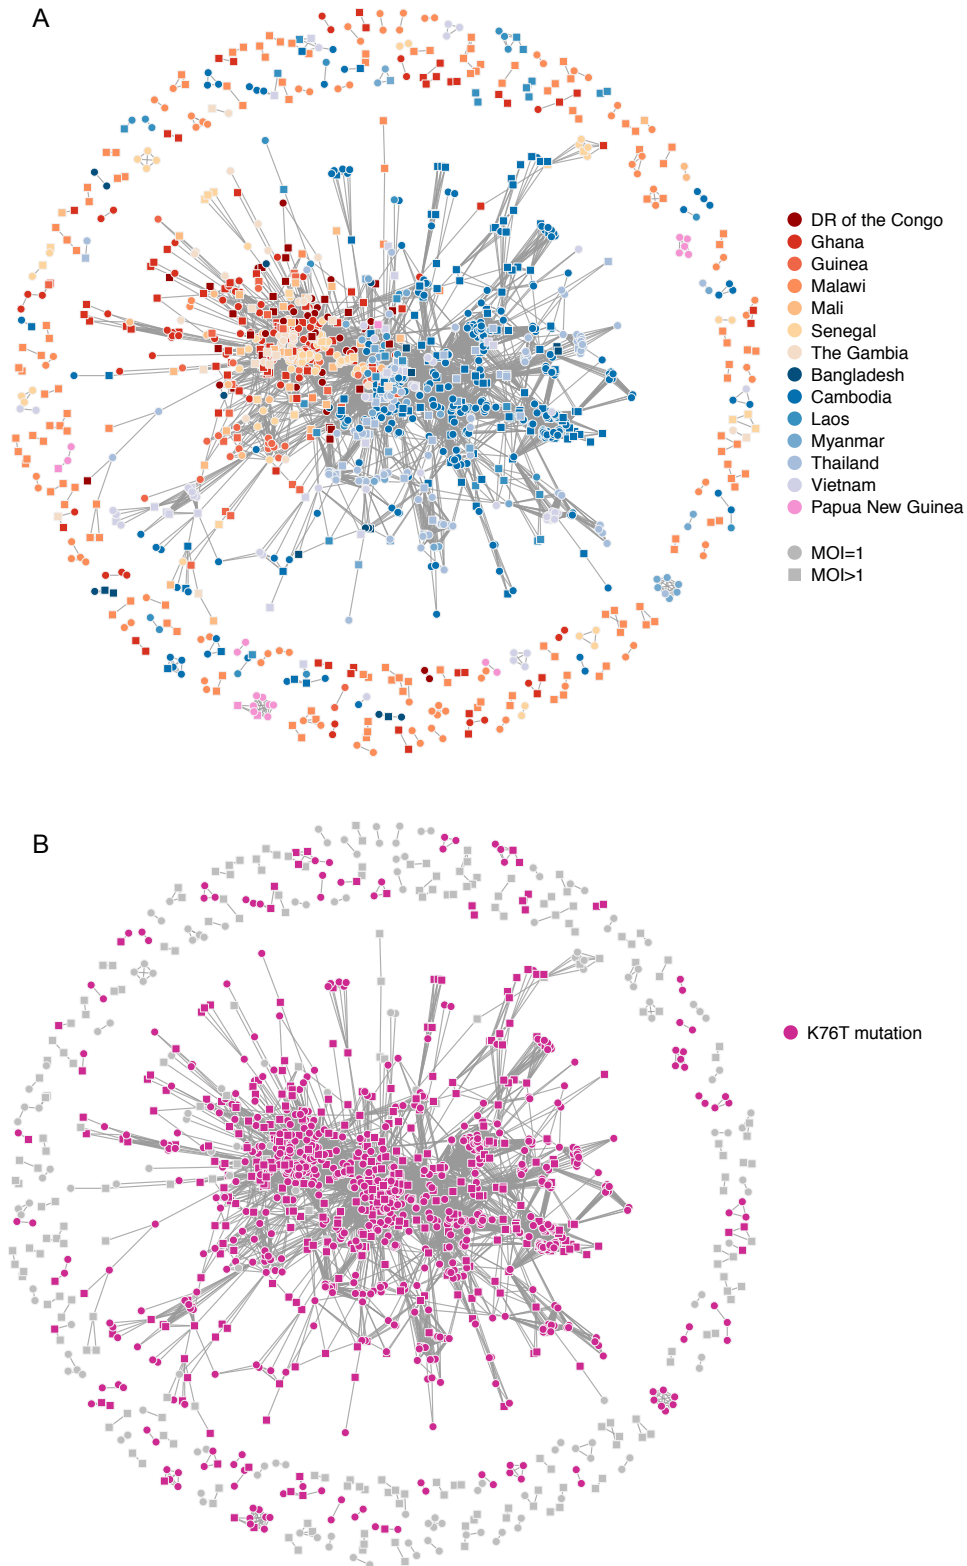 A
DR of the Congo
Ghana
Guinea
Malawi
Mali
Senegal
The Gambia
Bangladesh
Cambodia
Laos
Myanmar
Thailand
Vietnam
Papua New Guinea
MOI=1
MOI>1
B
K76T mutation